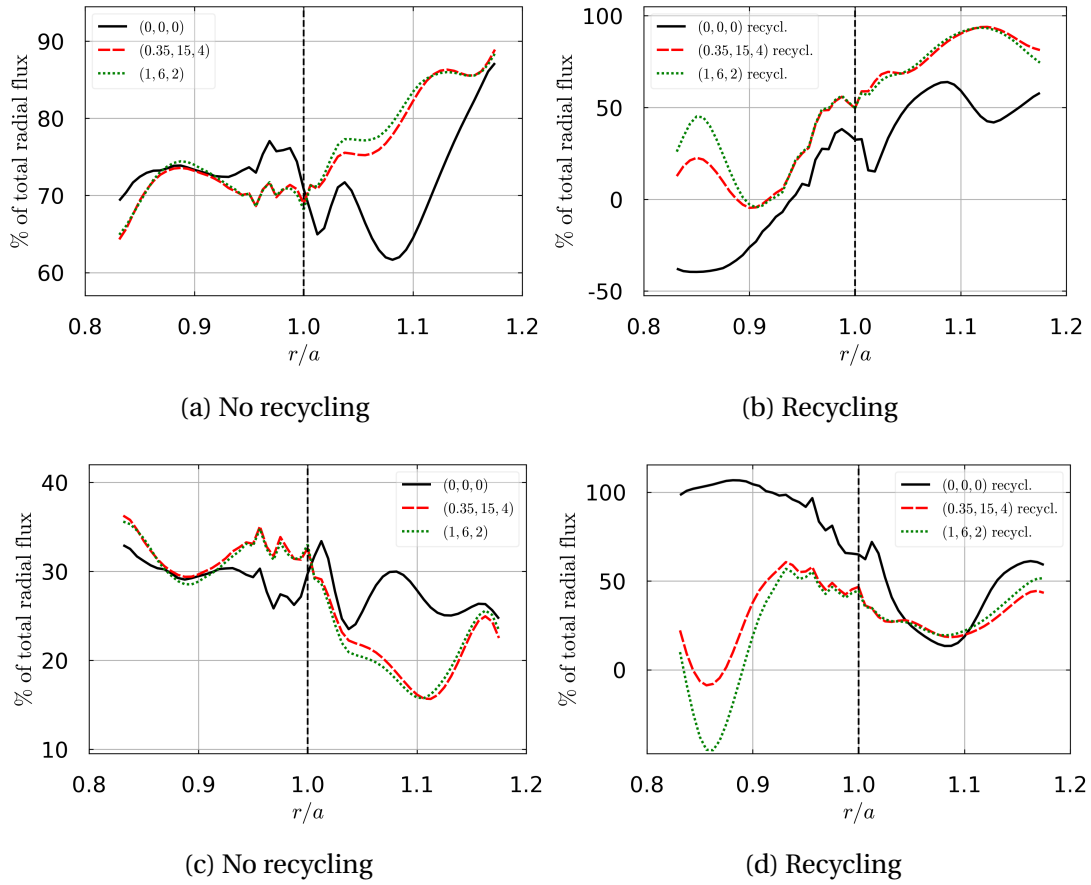 90
80
70
60
% of total radial flux
(0, 0, 0)
(0.35, 15, 4)
(1, 6, 2)
0.8 0.9 1.0 1.1 1.2
r/a
(a) No recycling
100
50
0
-50
% of total radial flux
(0, 0, 0) recycl.
(0.35, 15, 4) recycl.
(1, 6, 2) recycl.
0.8 0.9 1.0 1.1 1.2
r/a
(b) Recycling
40
30
20
10
% of total radial flux
(0, 0, 0)
(0.35, 15, 4)
(1, 6, 2)
0.8 0.9 1.0 1.1 1.2
r/a
(c) No recycling
100
50
0
% of total radial flux
(0, 0, 0) recycl.
(0.35, 15, 4) recycl.
(1, 6, 2) recycl.
0.8 0.9 1.0 1.1 1.2
r/a
(d) Recycling